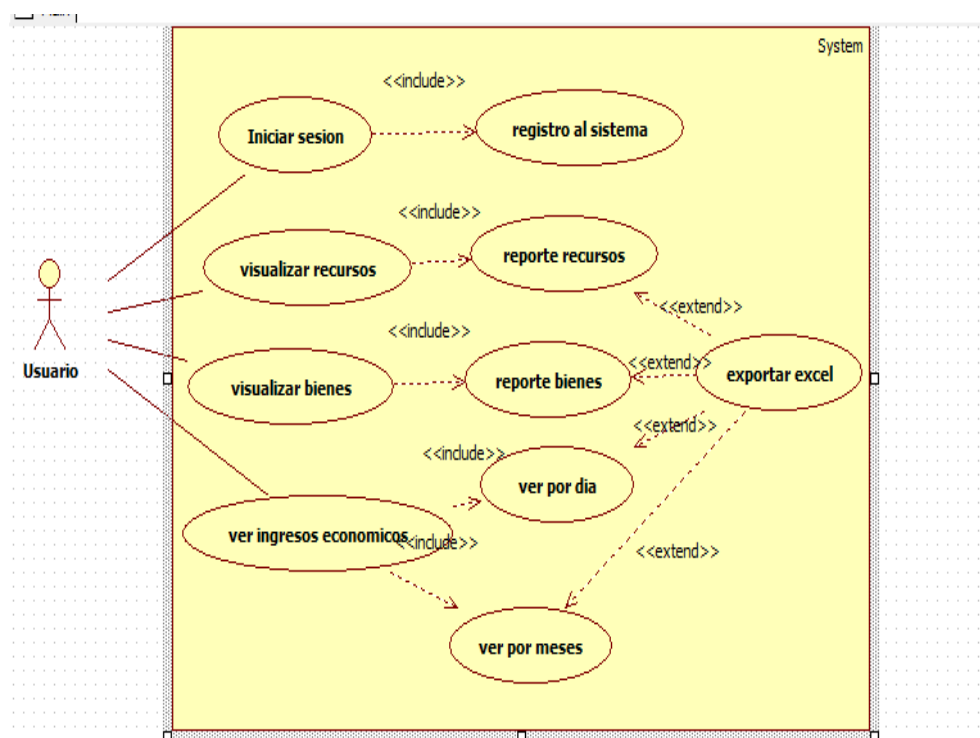 System
<<include>>
Iniciar sesion
registro al sistema
<<include>>
visualizar recursos
reporte recursos
<<extend>>
Usuario
<<include>>
visualizar bienes
reporte bienes
<<extend>>
exportar excel
<<extend>>
<<include>>
ver por dia
ver ingresos economicos
<<include>>
<<extend>>
ver por meses